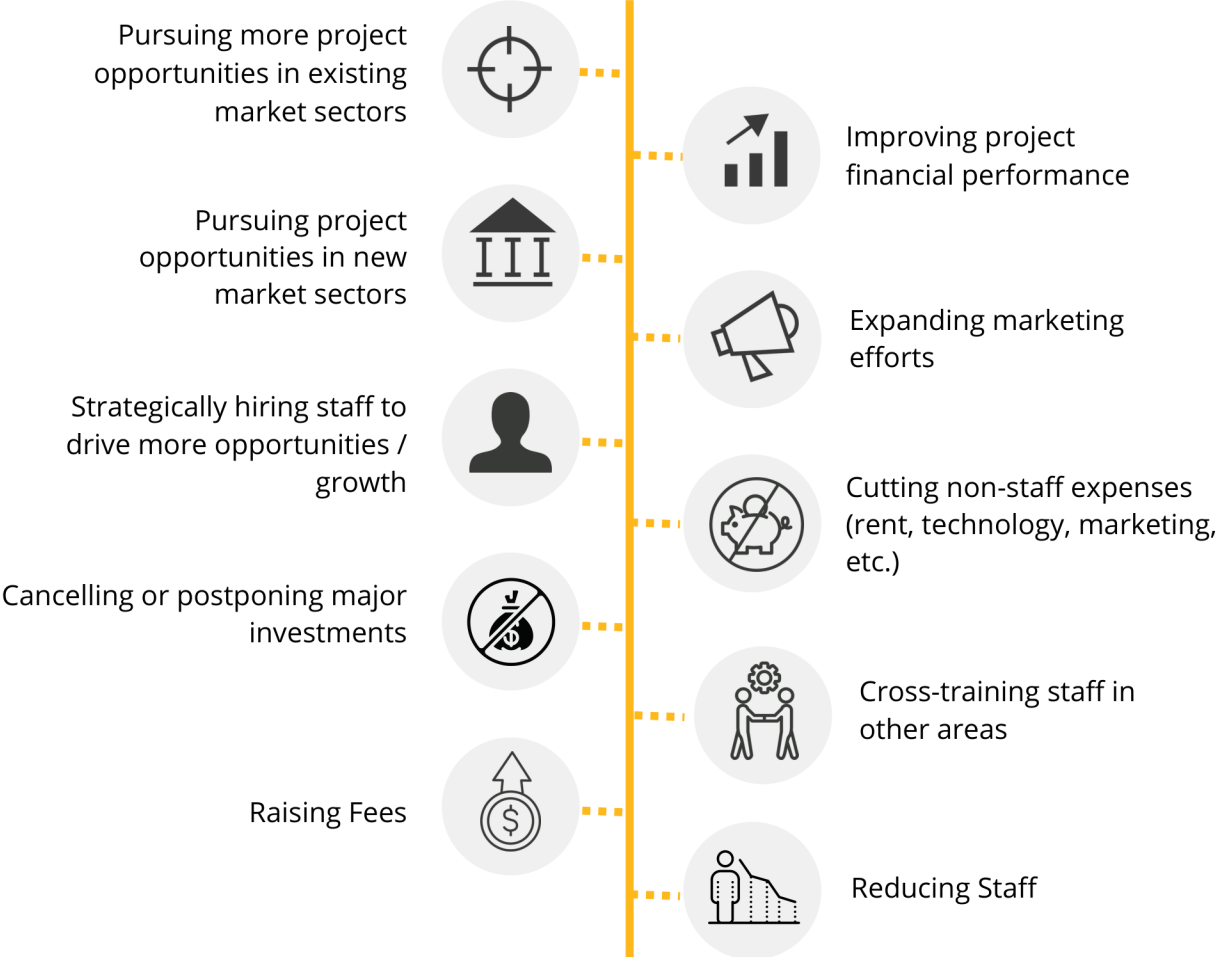 Pursuing more project
opportunities in existing
market sectors
Improving project
financial performance
Pursuing project
opportunities in new
market sectors
Expanding marketing
efforts
Strategically hiring staff to
drive more opportunities /
growth
Cutting non-staff expenses
(rent, technology, marketing,
etc.)
Cancelling or postponing major
investments
Cross-training staff in
other areas
Raising Fees
Reducing Staff